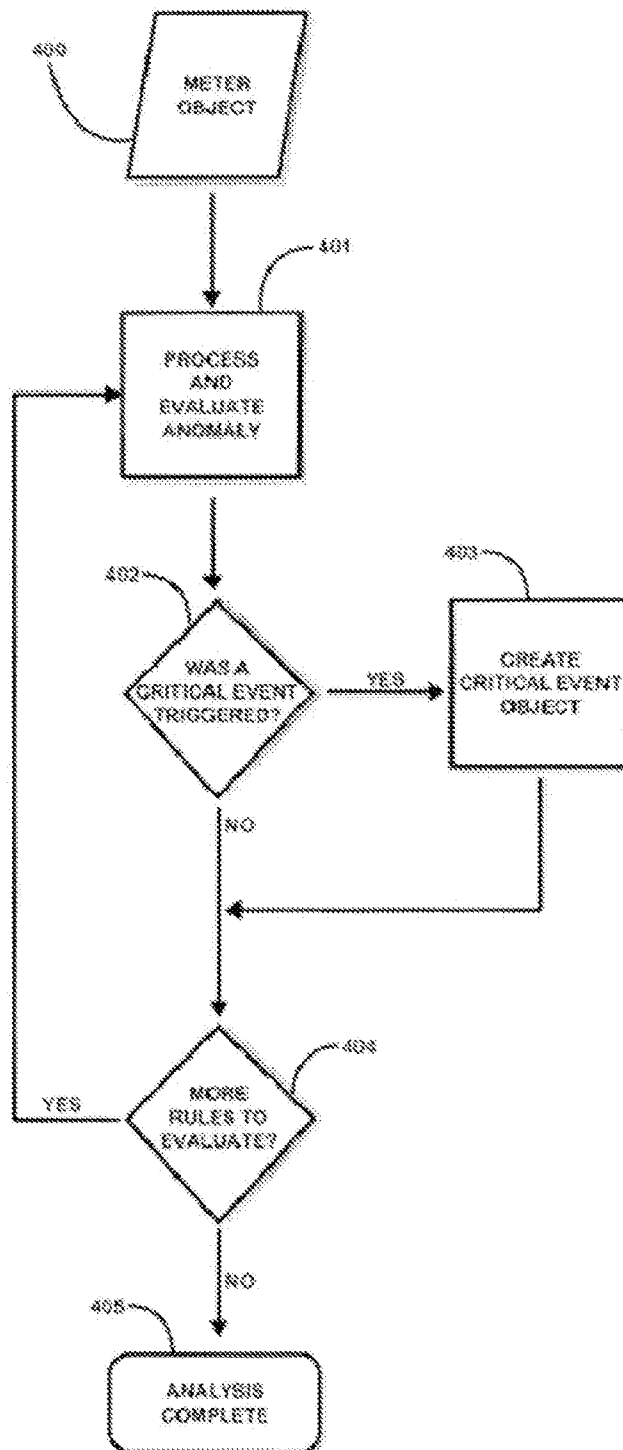 400
METER
OBJECT
401
PROCESS
AND
EVALUATE
ANOMALY
402
WAS A
CRITICAL EVENT
TRIGGERED?
YES
403
CREATE
CRITICAL EVENT
OBJECT
NO
404
MORE
RULES TO
EVALUATE?
YES
NO
405
ANALYSIS
COMPLETE